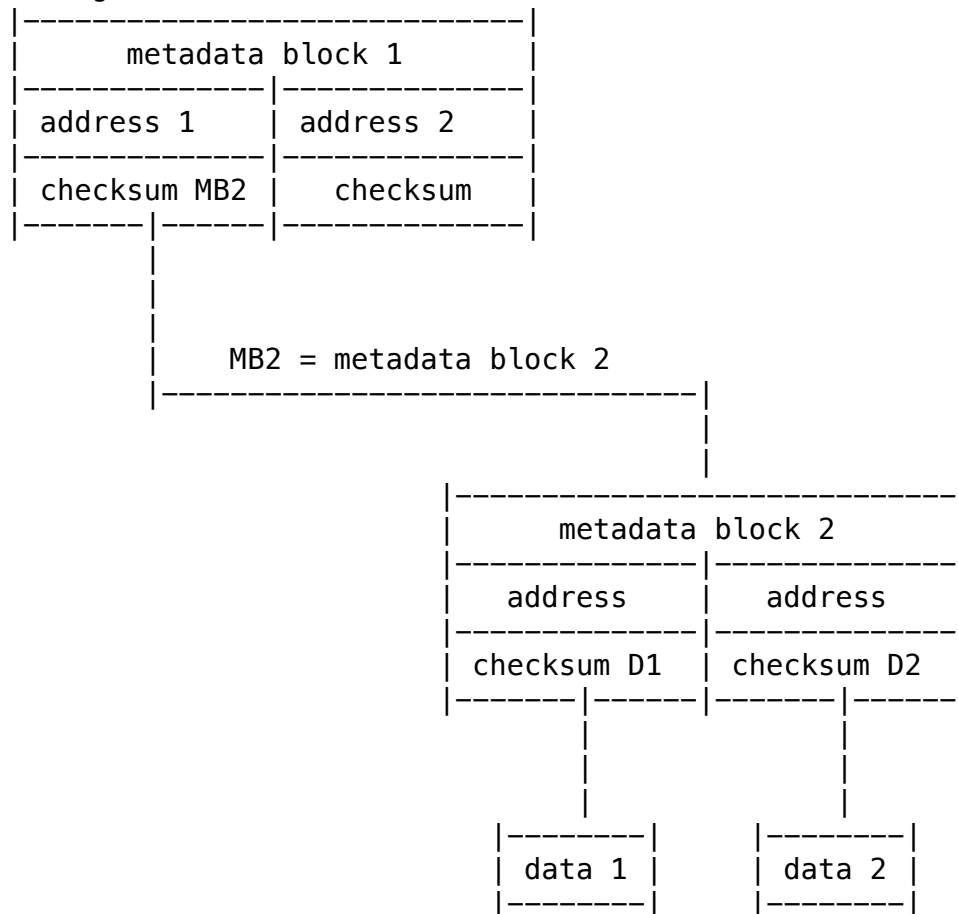 metadata block 1
address 1 address 2
checksum MB2 checksum
MB2 = metadata block 2
metadata block 2
address address
checksum D1 checksum D2
data 1 data 2